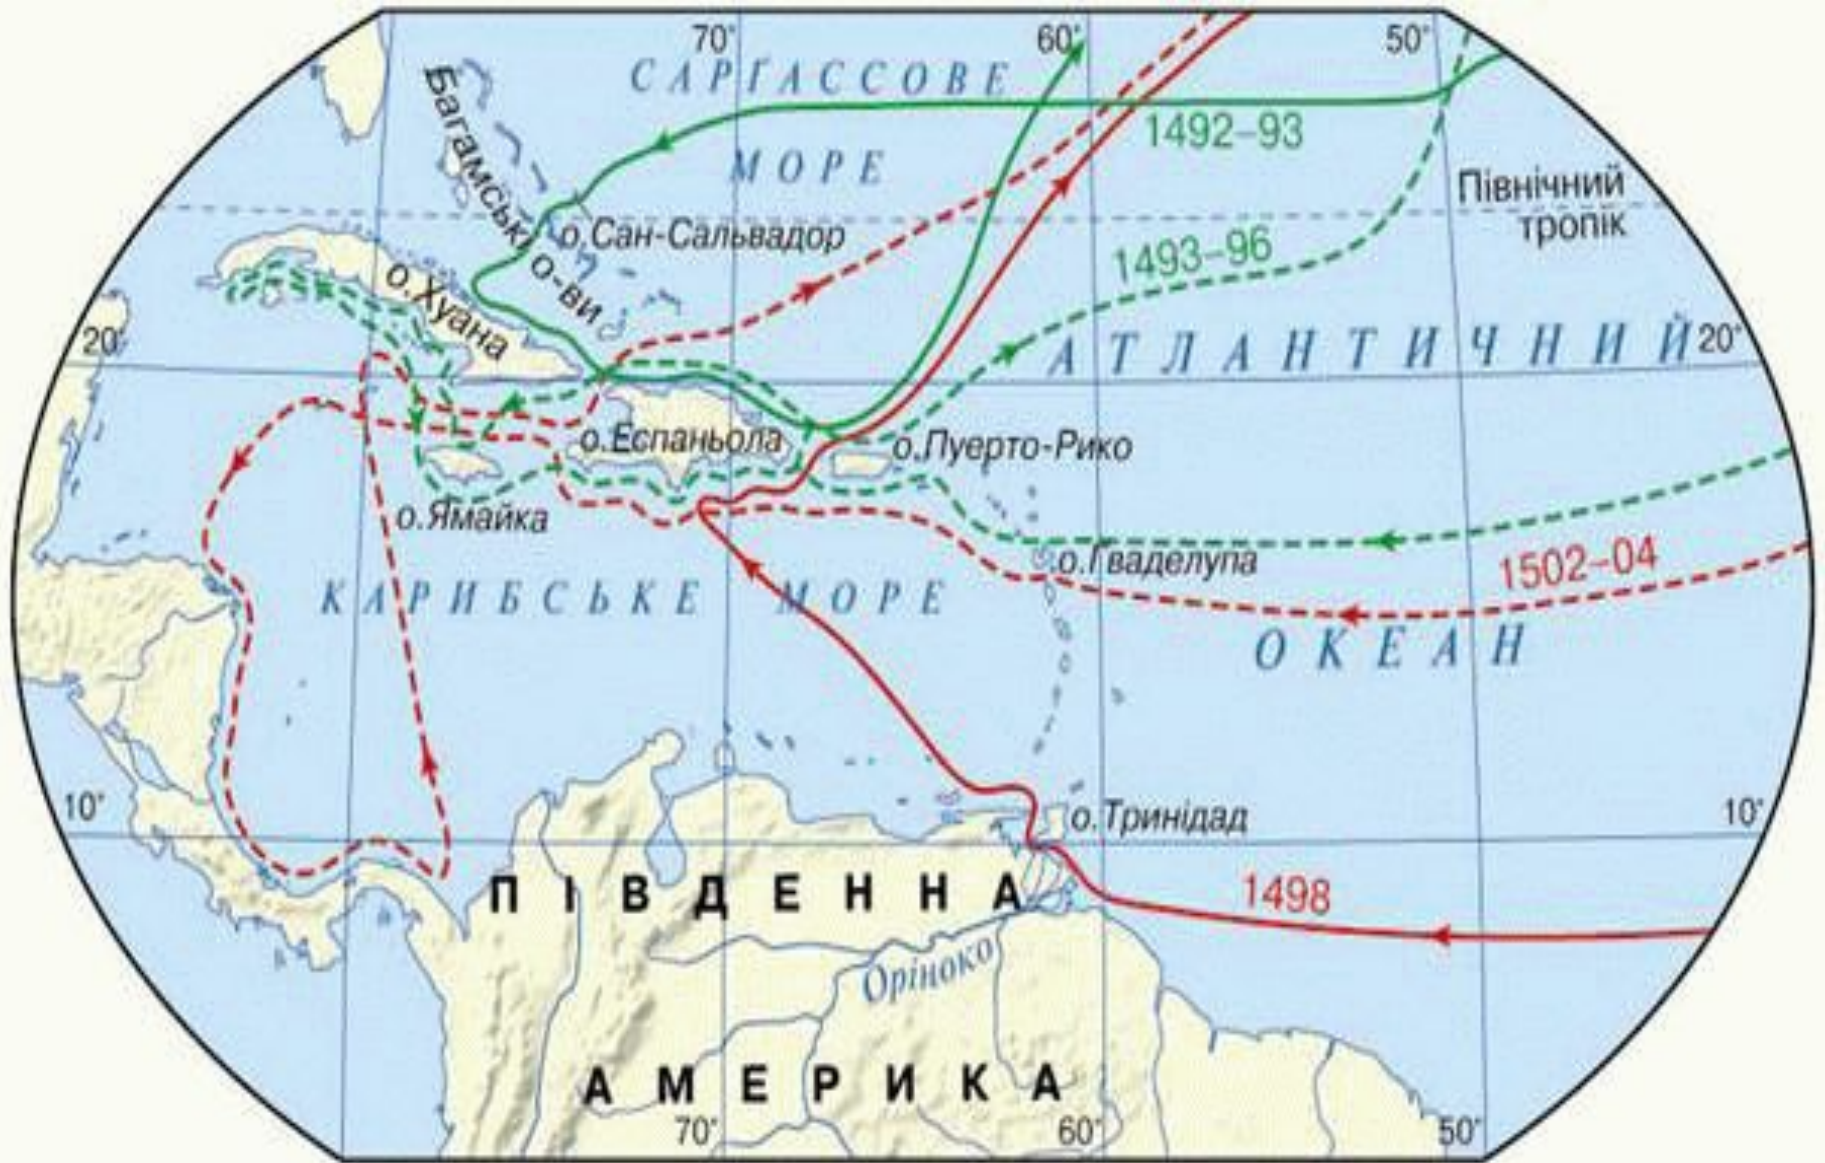 70°
60°
50°
САРГАССОВЕ
МОРЕ
1492–93
Північний
тропік
Багамські
о-ви
о.Сан-Сальвадор
1493–96
о.Хуана
20°
АТЛАНТИЧНИЙ
20°
о.Еспаньола
о.Пуерто-Рико
о.Ямайка
о.Гваделупа
1502–04
КАРИБСЬКЕ МОРЕ
ОКЕАН
10°
о.Тринідад
10°
ПІВДЕННА
1498
Оріноко
АМЕРИКА
70°
60°
50°